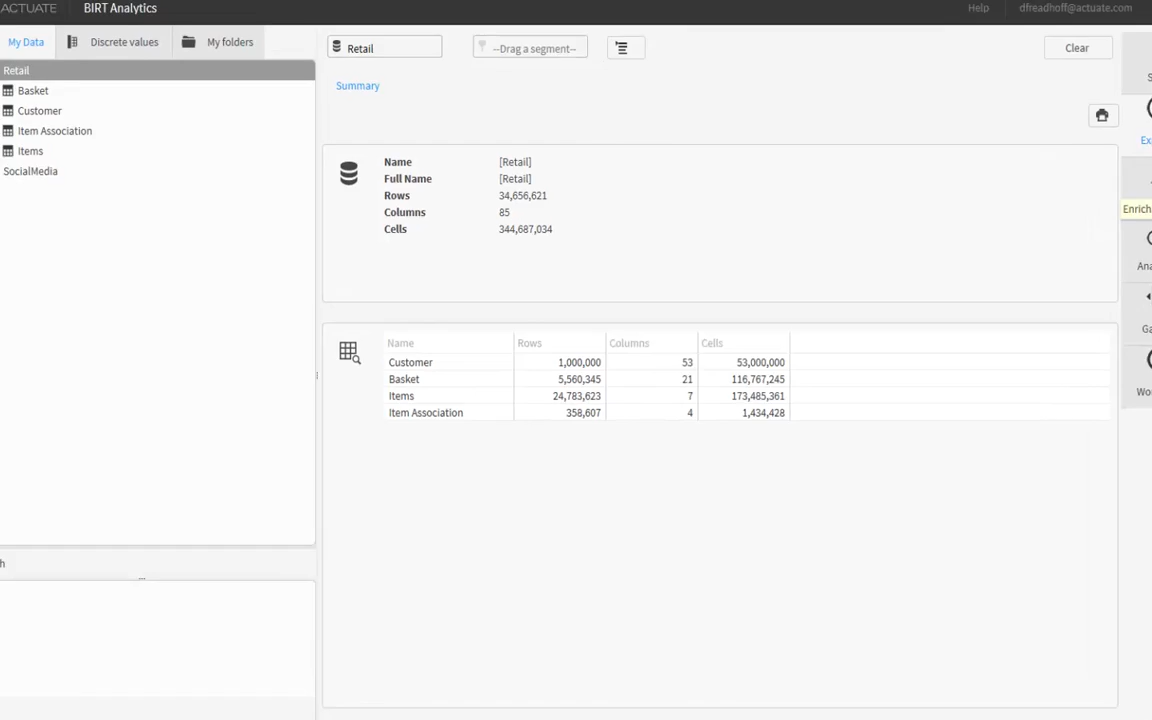 ACTUATE BIRT Analytics Help dfreadhoff@actuate.com
My Data Discrete values My folders
Retail --Drag a segment-- Clear
Retail
Basket
Customer
Item Association
Items
SocialMedia
Summary
Name [Retail]
Full Name [Retail]
Rows 34,656,621
Columns 85
Cells 344,687,034
Name Rows Columns Cells
Customer 1,000,000 53 53,000,000
Basket 5,560,345 21 116,767,245
Items 24,783,623 7 173,485,361
Item Association 358,607 4 1,434,428
h
S
Ex
Enrich
Ana
Ga
Wo